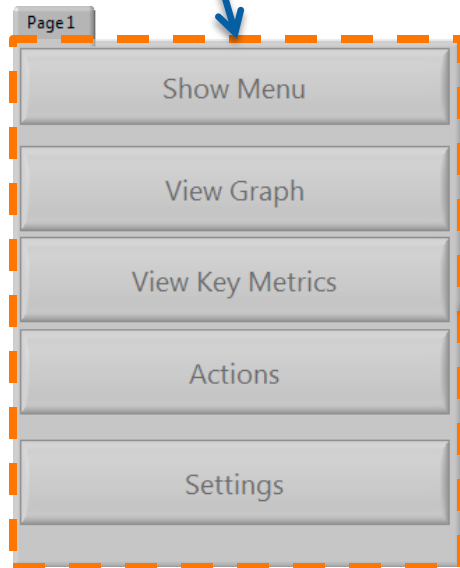 Page 1
Show Menu
View Graph
View Key Metrics
Actions
Settings